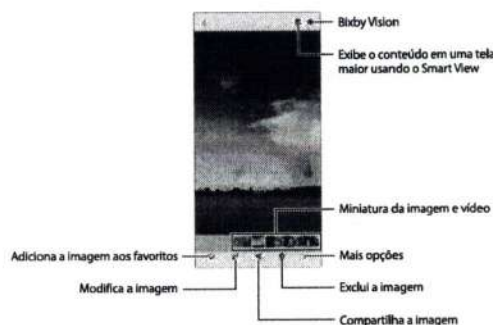 Bixby Vision
Exibe o conteúdo em uma tela
maior usando o Smart View
Miniatura da imagem e vídeo
Adiciona a imagem aos favoritos
Mais opções
Modifica a imagem
Exclui a imagem
Compartilha a imagem